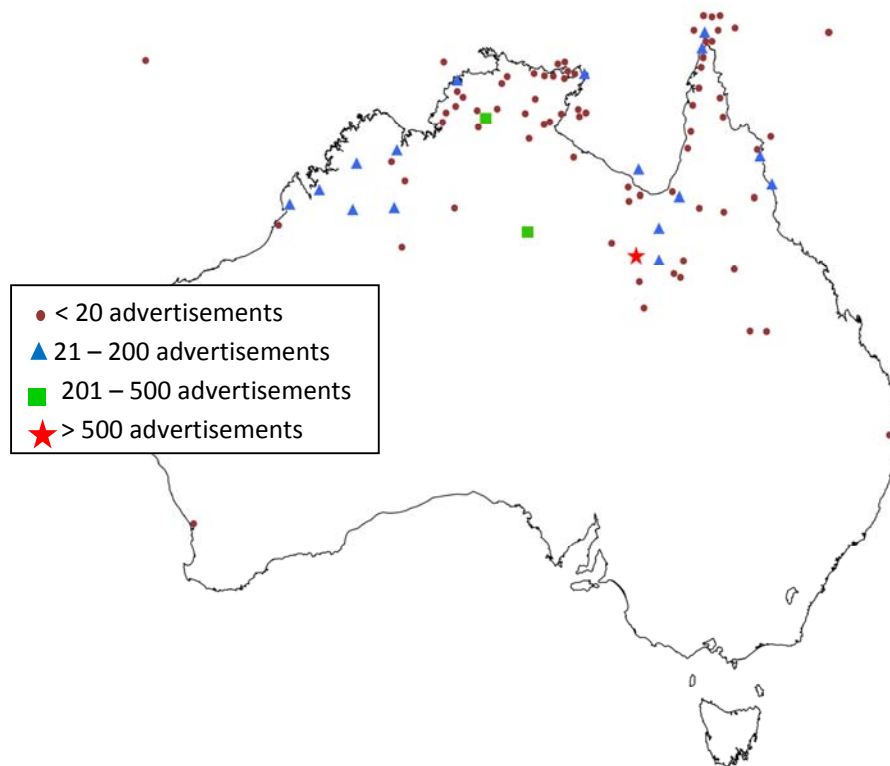 < 20 advertisements
21 – 200 advertisements
201 – 500 advertisements
> 500 advertisements